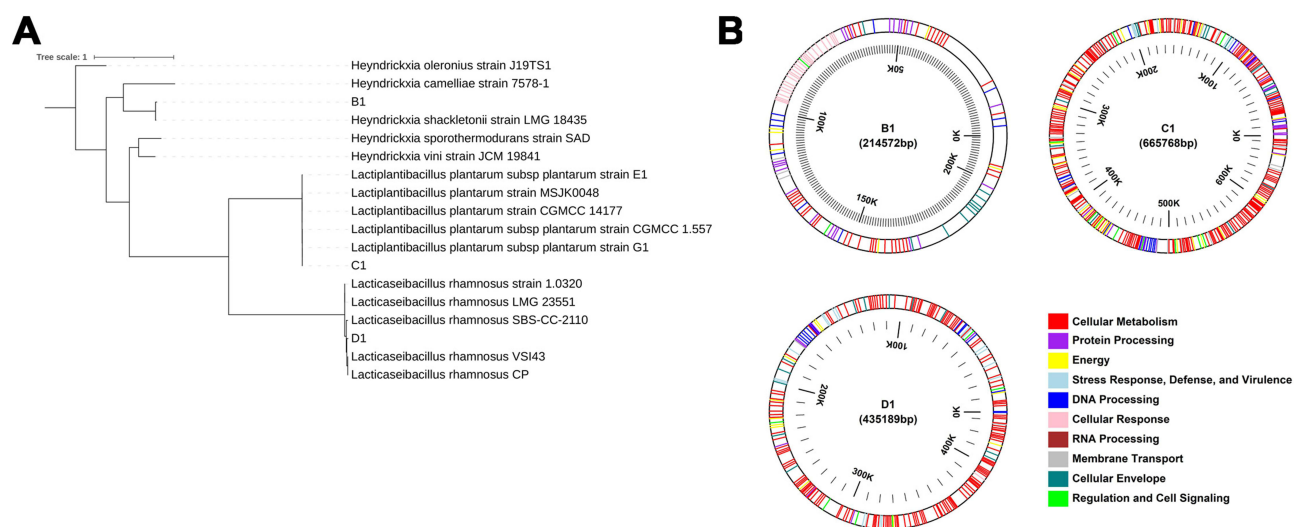 A
Tree scale: 1
Heyndrickxia oleronius strain J19TS1
Heyndrickxia camelliae strain 7578-1
B1
Heyndrickxia shackletonii strain LMG 18435
Heyndrickxia sporothermodurans strain SAD
Heyndrickxia vini strain JCM 19841
Lactiplantibacillus plantarum subsp plantarum strain E1
Lactiplantibacillus plantarum strain MSJK0048
Lactiplantibacillus plantarum strain CGMCC 14177
Lactiplantibacillus plantarum subsp plantarum strain CGMCC 1.557
Lactiplantibacillus plantarum subsp plantarum strain G1
C1
Lacticaseibacillus rhamnosus strain 1.0320
Lacticaseibacillus rhamnosus LMG 23551
Lacticaseibacillus rhamnosus SBS-CC-2110
D1
Lacticaseibacillus rhamnosus VSI43
Lacticaseibacillus rhamnosus CP
B
B1
(214572bp)
0K
50K
100K
150K
200K
C1
(665768bp)
0K
100K
200K
300K
400K
500K
600K
D1
(435189bp)
0K
100K
200K
300K
400K
Cellular Metabolism
Protein Processing
Energy
Stress Response, Defense, and Virulence
DNA Processing
Cellular Response
RNA Processing
Membrane Transport
Cellular Envelope
Regulation and Cell Signaling